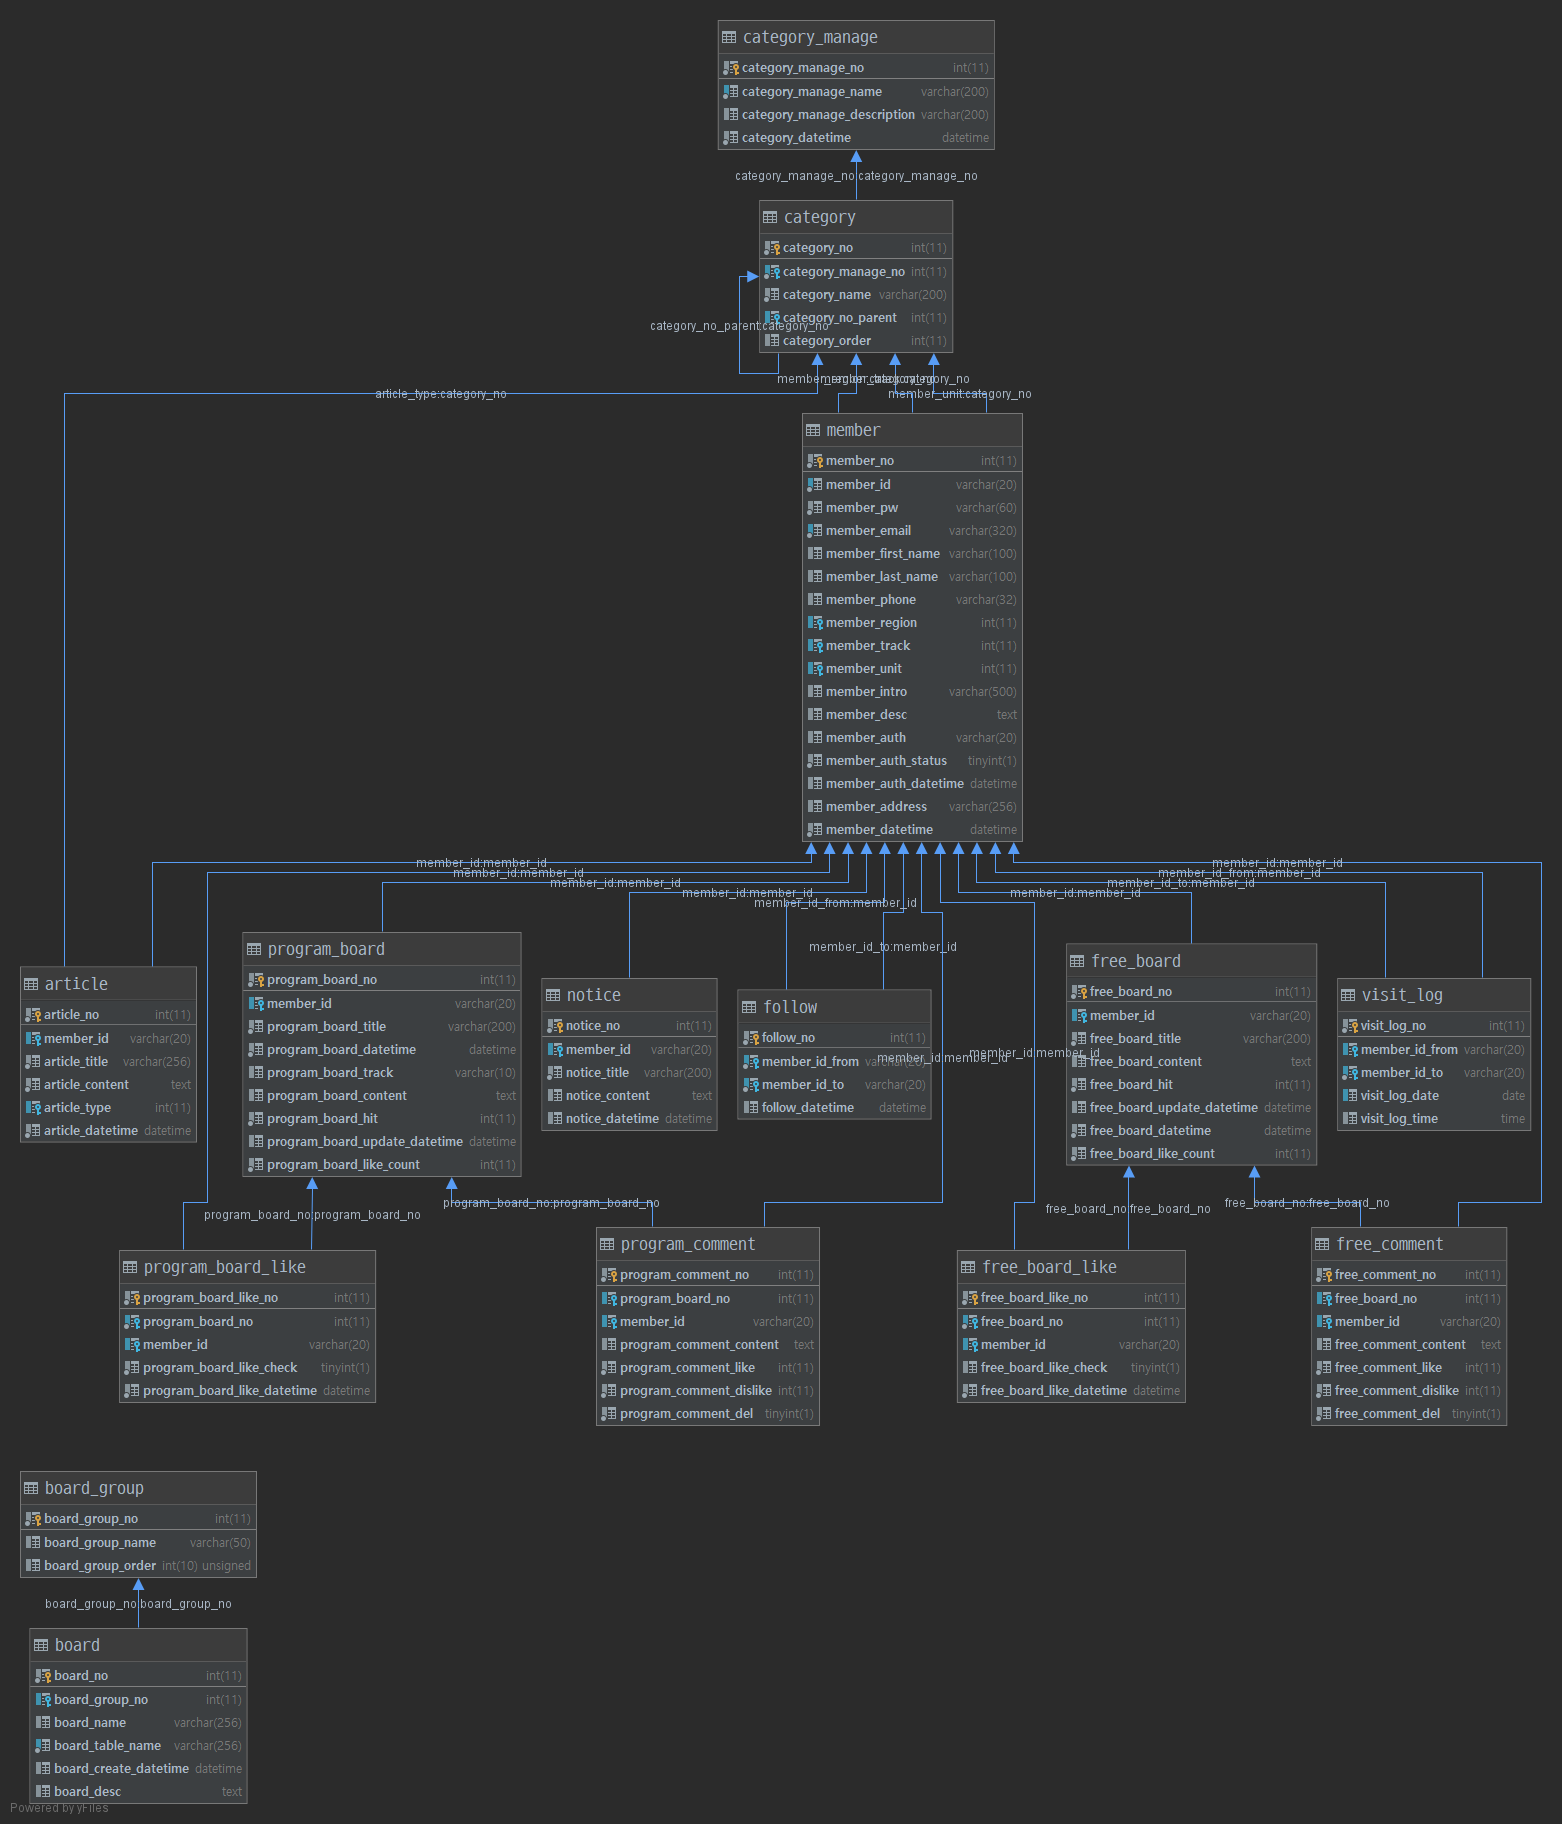 category_manage
category_manage_no int(11)
category_manage_name varchar(200)
category_manage_description varchar(200)
category_datetime datetime
category_manage_no:category_manage_no
category
category_no int(11)
category_manage_no int(11)
category_name varchar(200)
category_no_parent int(11)
category_order int(11)
category_no_parent:category_no
article_type:category_no
member_unit:category_no
member
member_no int(11)
member_id varchar(20)
member_pw varchar(60)
member_email varchar(320)
member_first_name varchar(100)
member_last_name varchar(100)
member_phone varchar(32)
member_region int(11)
member_track int(11)
member_unit int(11)
member_intro varchar(500)
member_desc text
member_auth varchar(20)
member_auth_status tinyint(1)
member_auth_datetime datetime
member_address varchar(256)
member_datetime datetime
member_id:member_id
member_id:member_id
member_id:member_id
member_id:member_id
member_id_from:member_id
member_id_to:member_id
member_id:member_id
member_id_from:member_id
member_id_to:member_id
member_id:member_id
article
article_no int(11)
member_id varchar(20)
article_title varchar(256)
article_content text
article_type int(11)
article_datetime datetime
program_board
program_board_no int(11)
member_id varchar(20)
program_board_title varchar(200)
program_board_datetime datetime
program_board_track varchar(10)
program_board_content text
program_board_hit int(11)
program_board_update_datetime datetime
program_board_like_count int(11)
notice
notice_no int(11)
member_id varchar(20)
notice_title varchar(200)
notice_content text
notice_datetime datetime
follow
follow_no int(11)
member_id_from varchar(20)
member_id_to varchar(20)
follow_datetime datetime
member_id:member_id
member_id:member_id
free_board
free_board_no int(11)
member_id varchar(20)
free_board_title varchar(200)
free_board_content text
free_board_hit int(11)
free_board_update_datetime datetime
free_board_datetime datetime
free_board_like_count int(11)
visit_log
visit_log_no int(11)
member_id_from varchar(20)
member_id_to varchar(20)
visit_log_date date
visit_log_time time
program_board_no:program_board_no
program_board_no:program_board_no
free_board_no:free_board_no
free_board_no:free_board_no
program_board_like
program_board_like_no int(11)
program_board_no int(11)
member_id varchar(20)
program_board_like_check tinyint(1)
program_board_like_datetime datetime
program_comment
program_comment_no int(11)
program_board_no int(11)
member_id varchar(20)
program_comment_content text
program_comment_like int(11)
program_comment_dislike int(11)
program_comment_del tinyint(1)
free_board_like
free_board_like_no int(11)
free_board_no int(11)
member_id varchar(20)
free_board_like_check tinyint(1)
free_board_like_datetime datetime
free_comment
free_comment_no int(11)
free_board_no int(11)
member_id varchar(20)
free_comment_content text
free_comment_like int(11)
free_comment_dislike int(11)
free_comment_del tinyint(1)
board_group
board_group_no int(11)
board_group_name varchar(50)
board_group_order int(10) unsigned
board_group_no:board_group_no
board
board_no int(11)
board_group_no int(11)
board_name varchar(256)
board_table_name varchar(256)
board_create_datetime datetime
board_desc text
Powered by yFiles